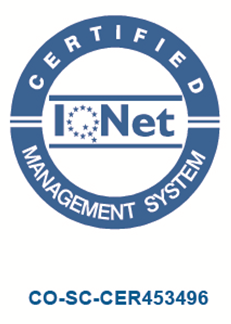 CERTIFIED
IQNet
MANAGEMENT SYSTEM
CO-SC-CER453496